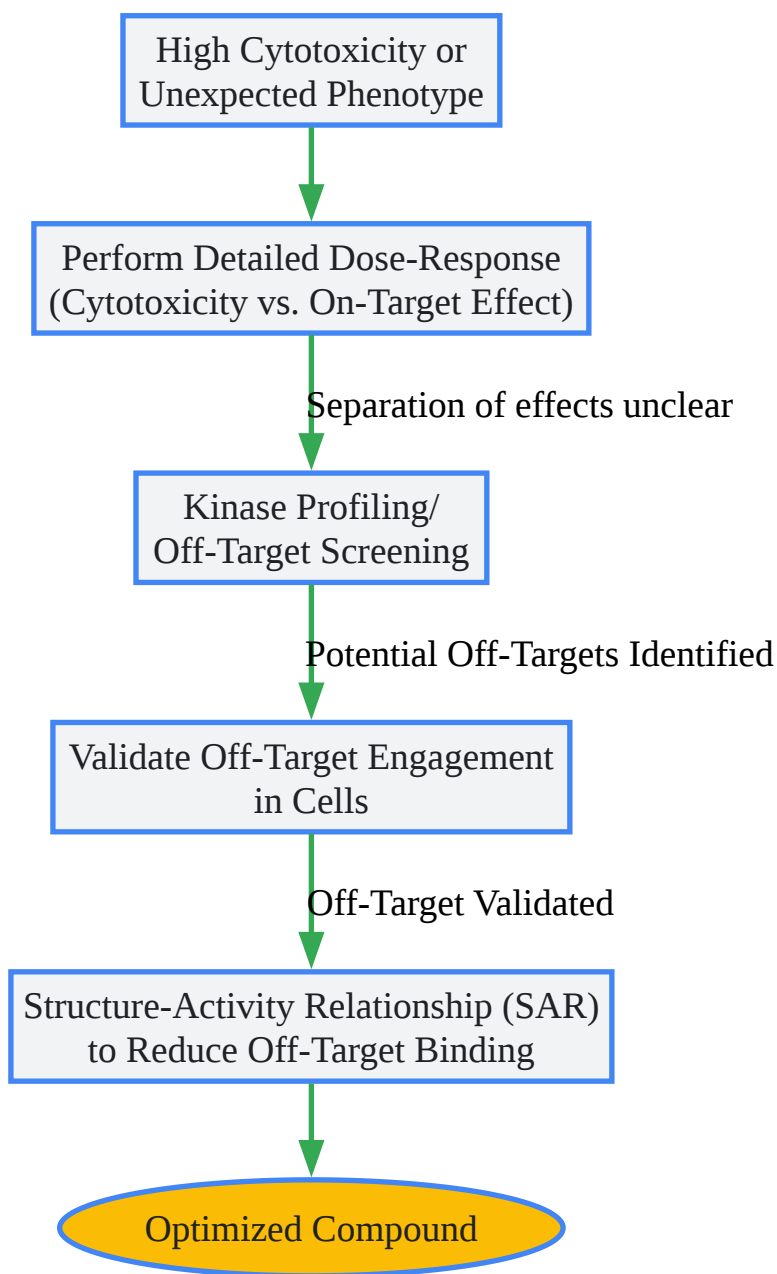 High Cytotoxicity or
Unexpected Phenotype
Perform Detailed Dose-Response
(Cytotoxicity vs. On-Target Effect)
Separation of effects unclear
Kinase Profiling/
Off-Target Screening
Potential Off-Targets Identified
Validate Off-Target Engagement
in Cells
Off-Target Validated
Structure-Activity Relationship (SAR)
to Reduce Off-Target Binding
Optimized Compound